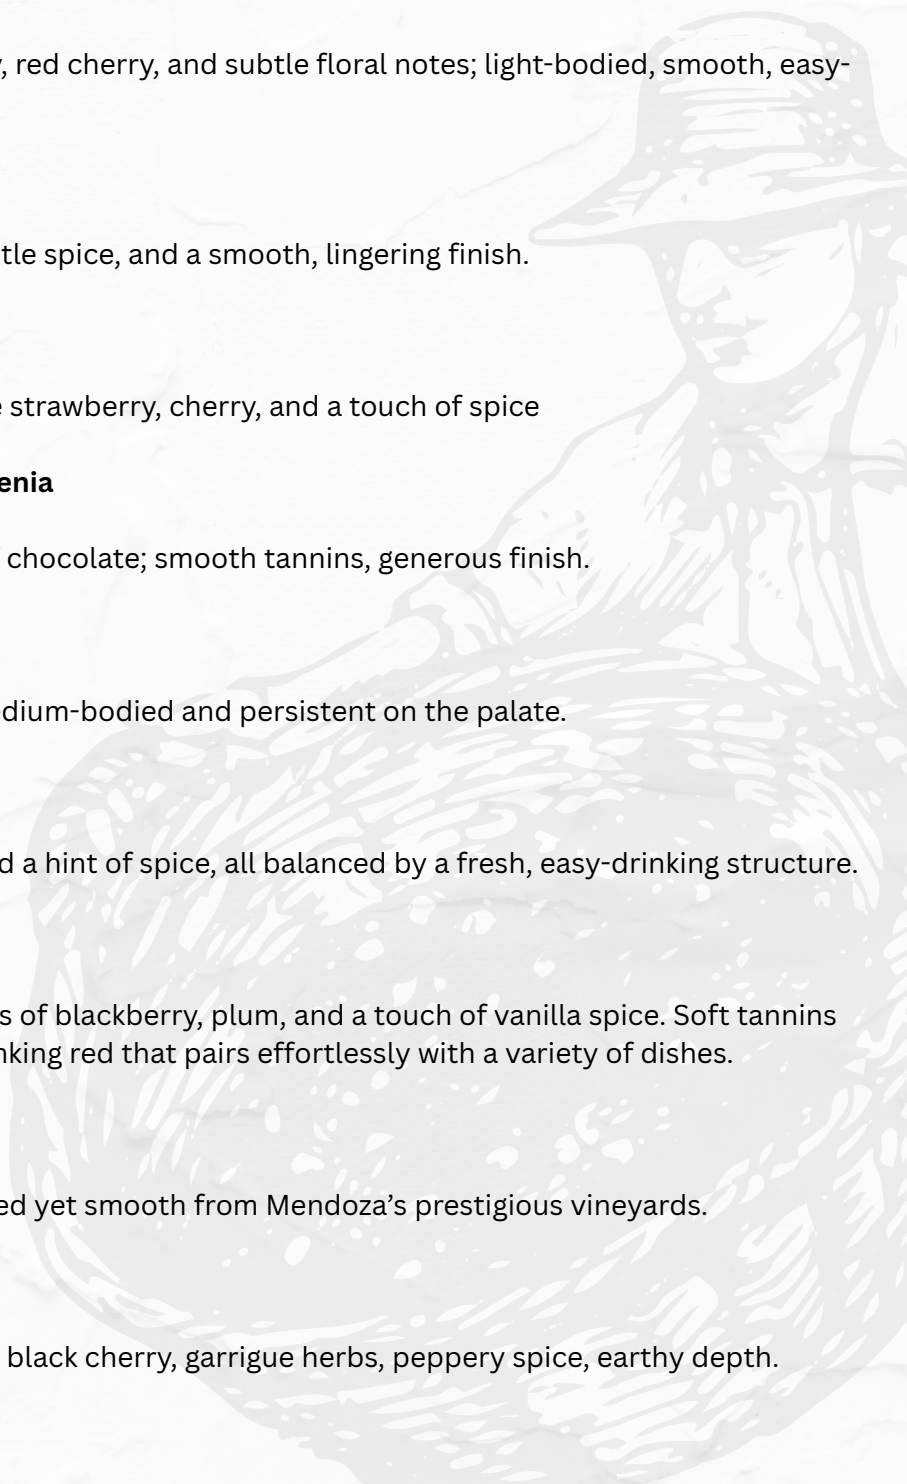 , red cherry, and subtle floral notes; light-bodied, smooth, easy-
tle spice, and a smooth, lingering finish.
strawberry, cherry, and a touch of spice
enia
chocolate; smooth tannins, generous finish.
dium-bodied and persistent on the palate.
d a hint of spice, all balanced by a fresh, easy-drinking structure.
s of blackberry, plum, and a touch of vanilla spice. Soft tannins
nking red that pairs effortlessly with a variety of dishes.
ed yet smooth from Mendoza’s prestigious vineyards.
black cherry, garrigue herbs, peppery spice, earthy depth.